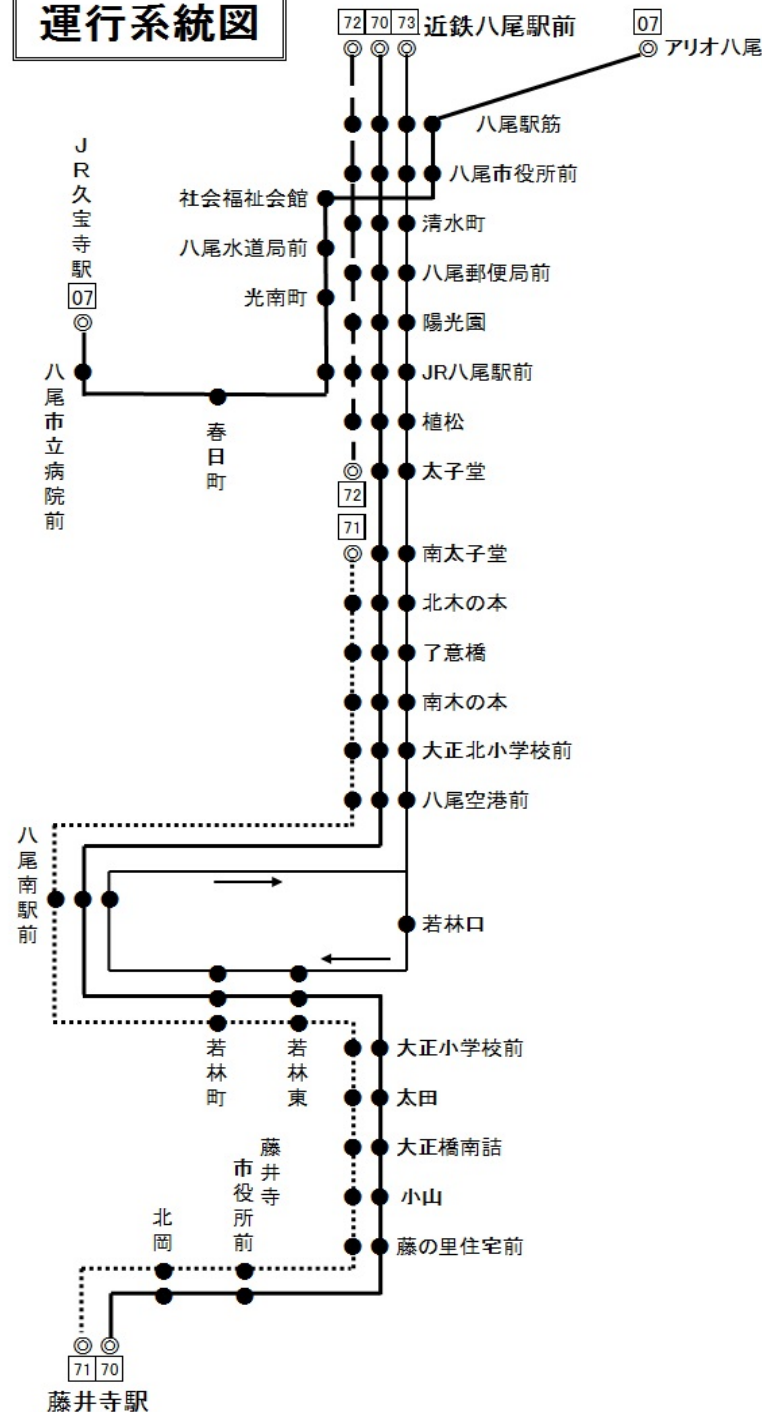 運行系統図
72 70 73 近鉄八尾駅前
07
アリオ八尾
八尾駅筋
八尾市役所前
JR久宝寺駅
07
社会福祉会館
清水町
八尾水道局前
八尾郵便局前
光南町
陽光園
八尾市立病院前
JR八尾駅前
春日町
植松
太子堂
72
71
南太子堂
北木の本
了意橋
南木の本
大正北小学校前
八尾空港前
八尾南駅前
若林口
若林町
若林東
大正小学校前
太田
大正橋南詰
藤井寺
市役所前
小山
北岡
藤の里住宅前
71 70
藤井寺駅